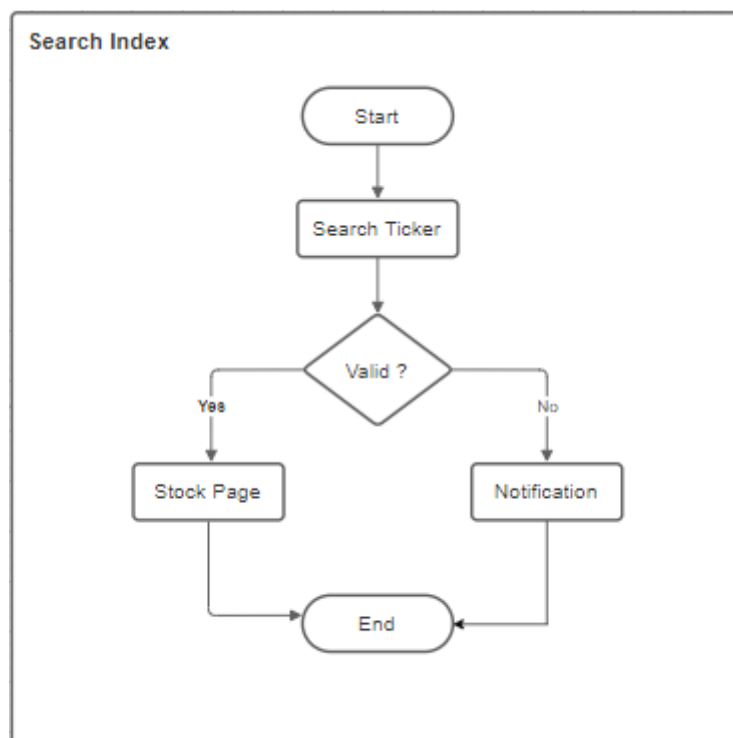 Search Index
Start
Search Ticker
Valid ?
Yes
No
Stock Page
Notification
End